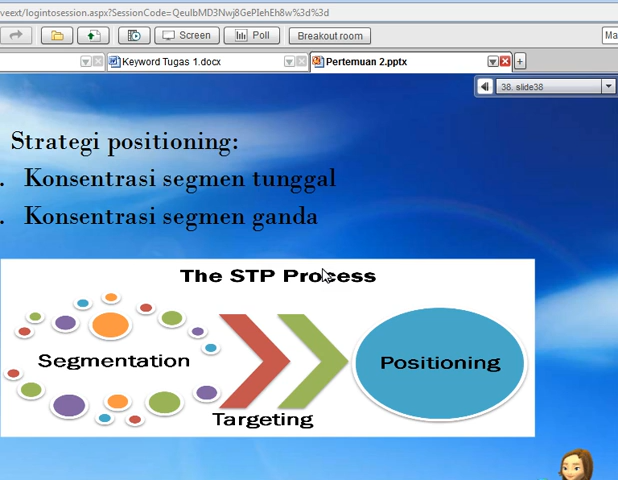 veext/logintosession.aspx?SessionCode=QeulbMD3Nwj8GePIehEh8w%3d%3d
Screen Poll Breakout room Ma
Keyword Tugas 1.docx Pertemuan 2.pptx
38. slide38
Strategi positioning:
. Konsentrasi segmen tunggal
. Konsentrasi segmen ganda
The STP Process
Segmentation
Positioning
Targeting